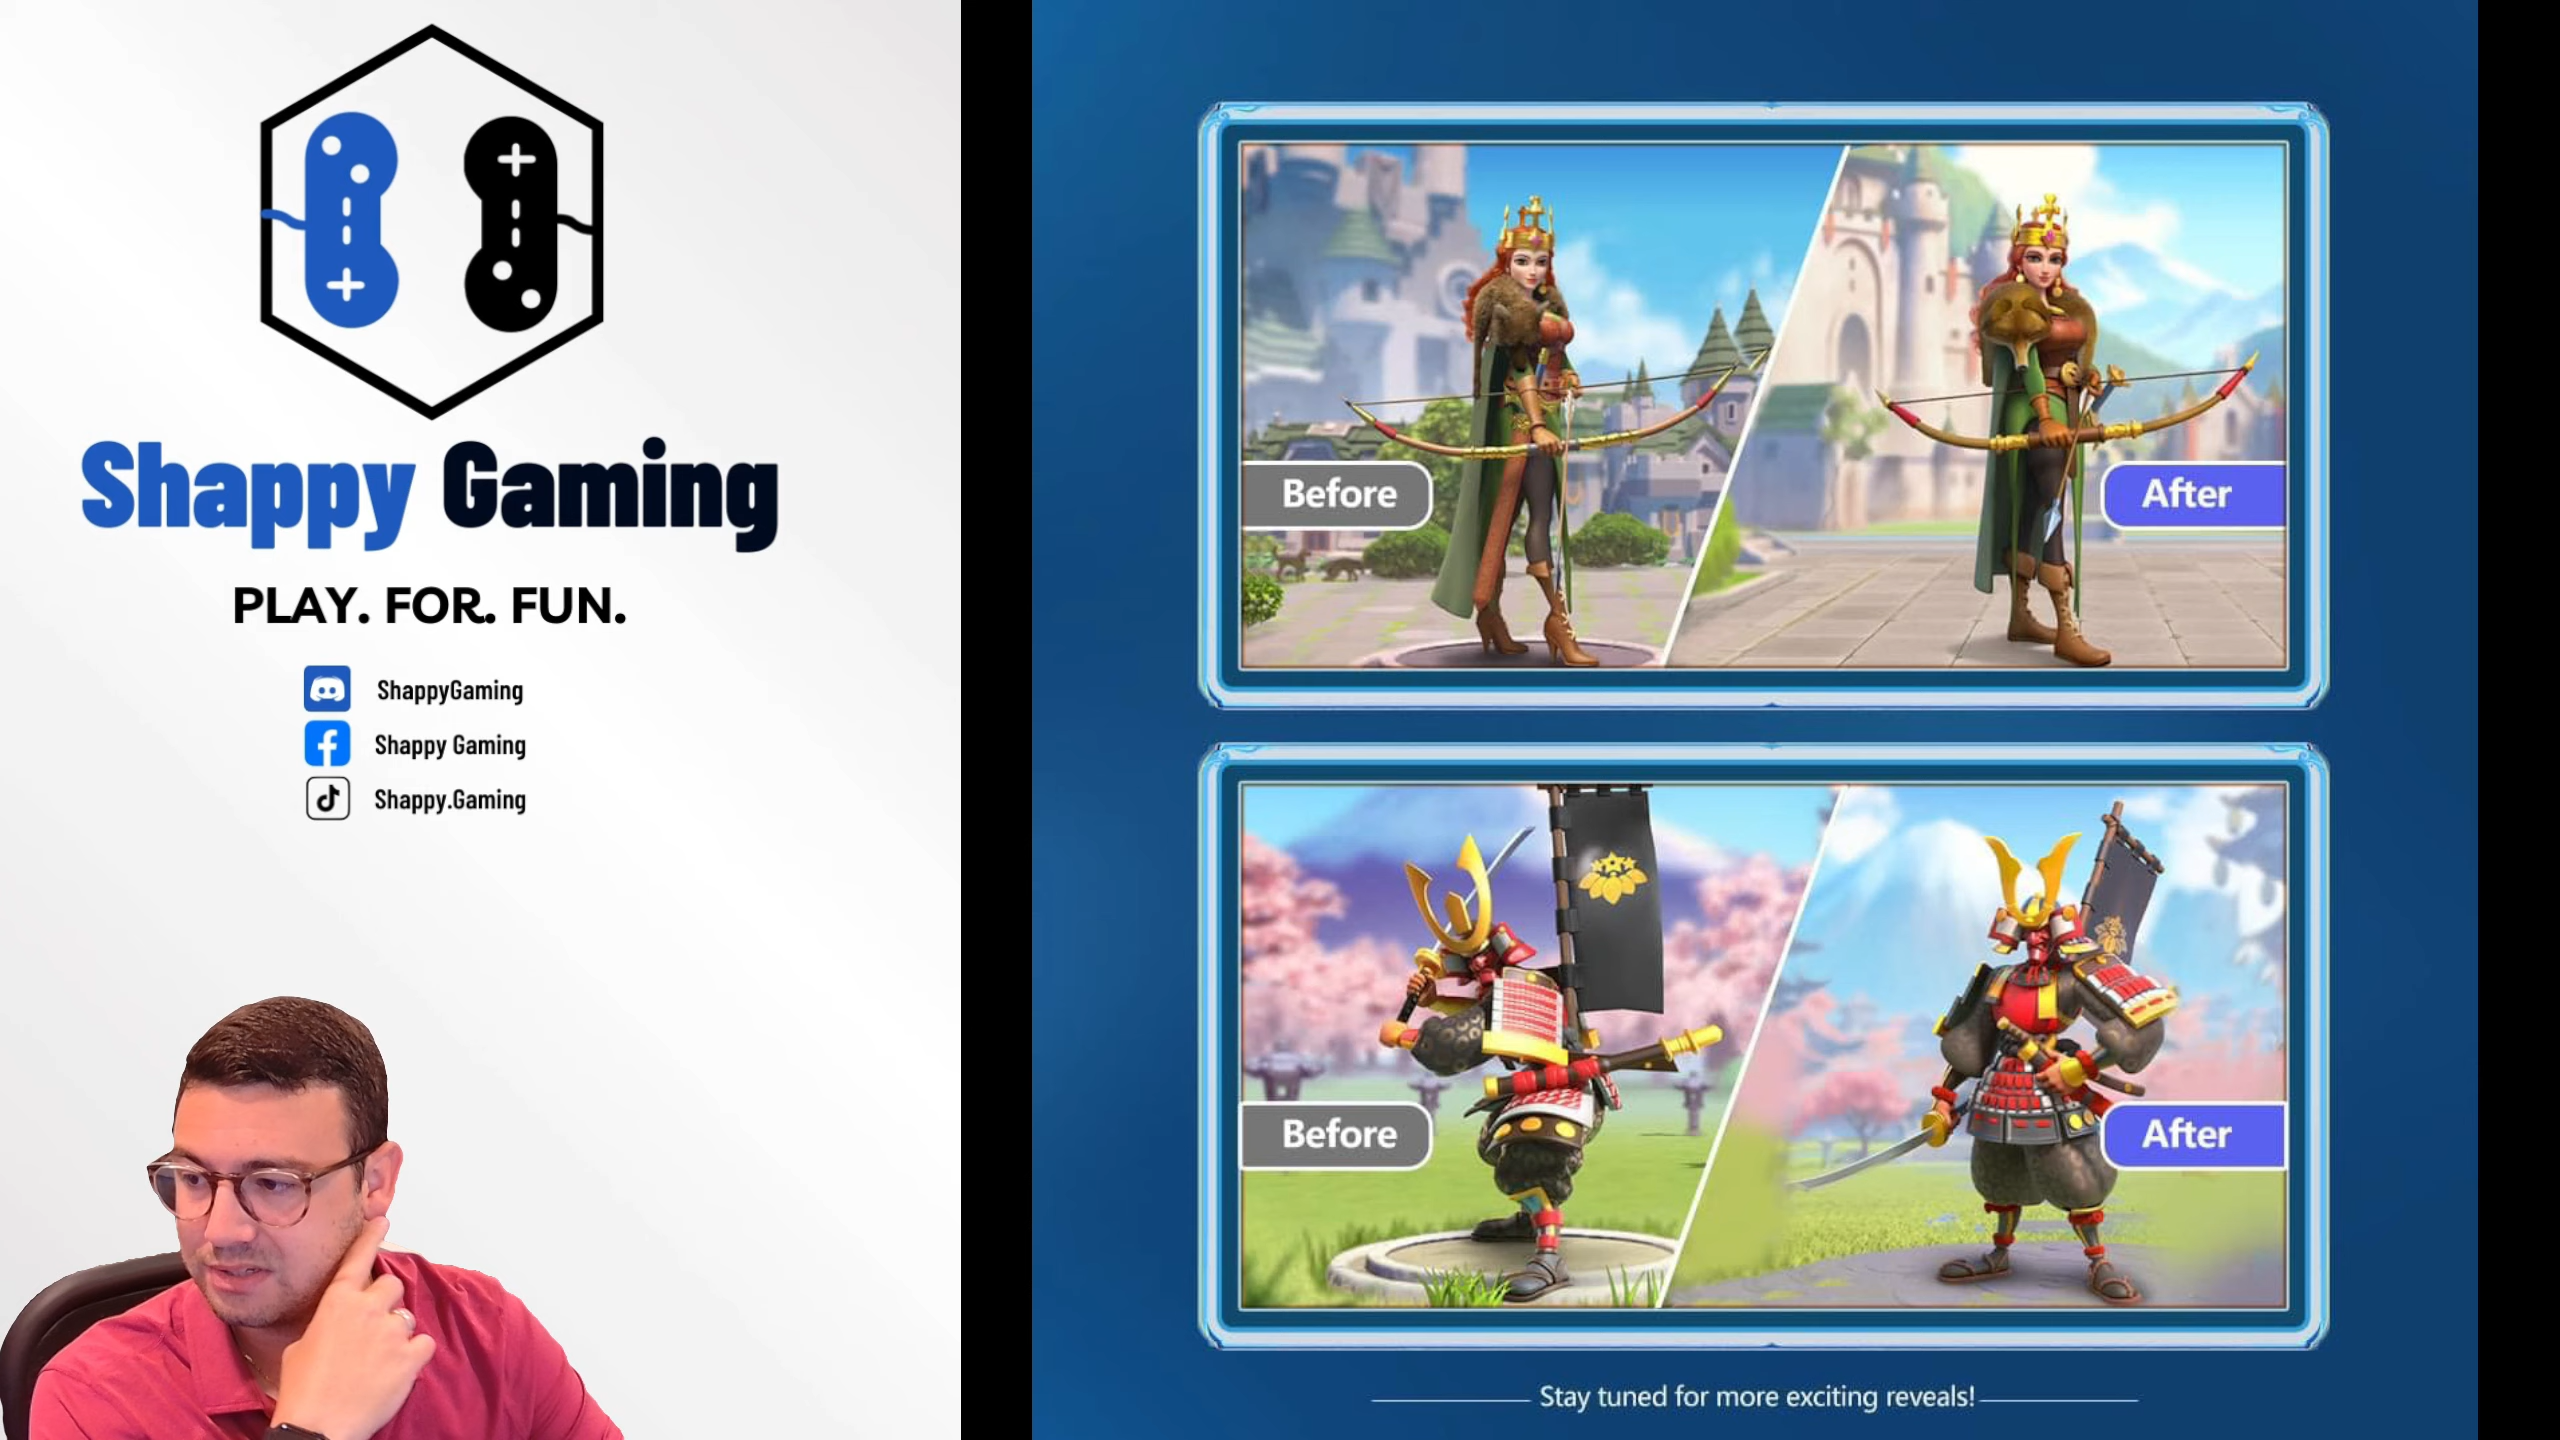 Shappy Gaming
PLAY. FOR. FUN.
ShappyGaming
Shappy Gaming
Shappy.Gaming
Before
After
Before
After
Stay tuned for more exciting reveals!